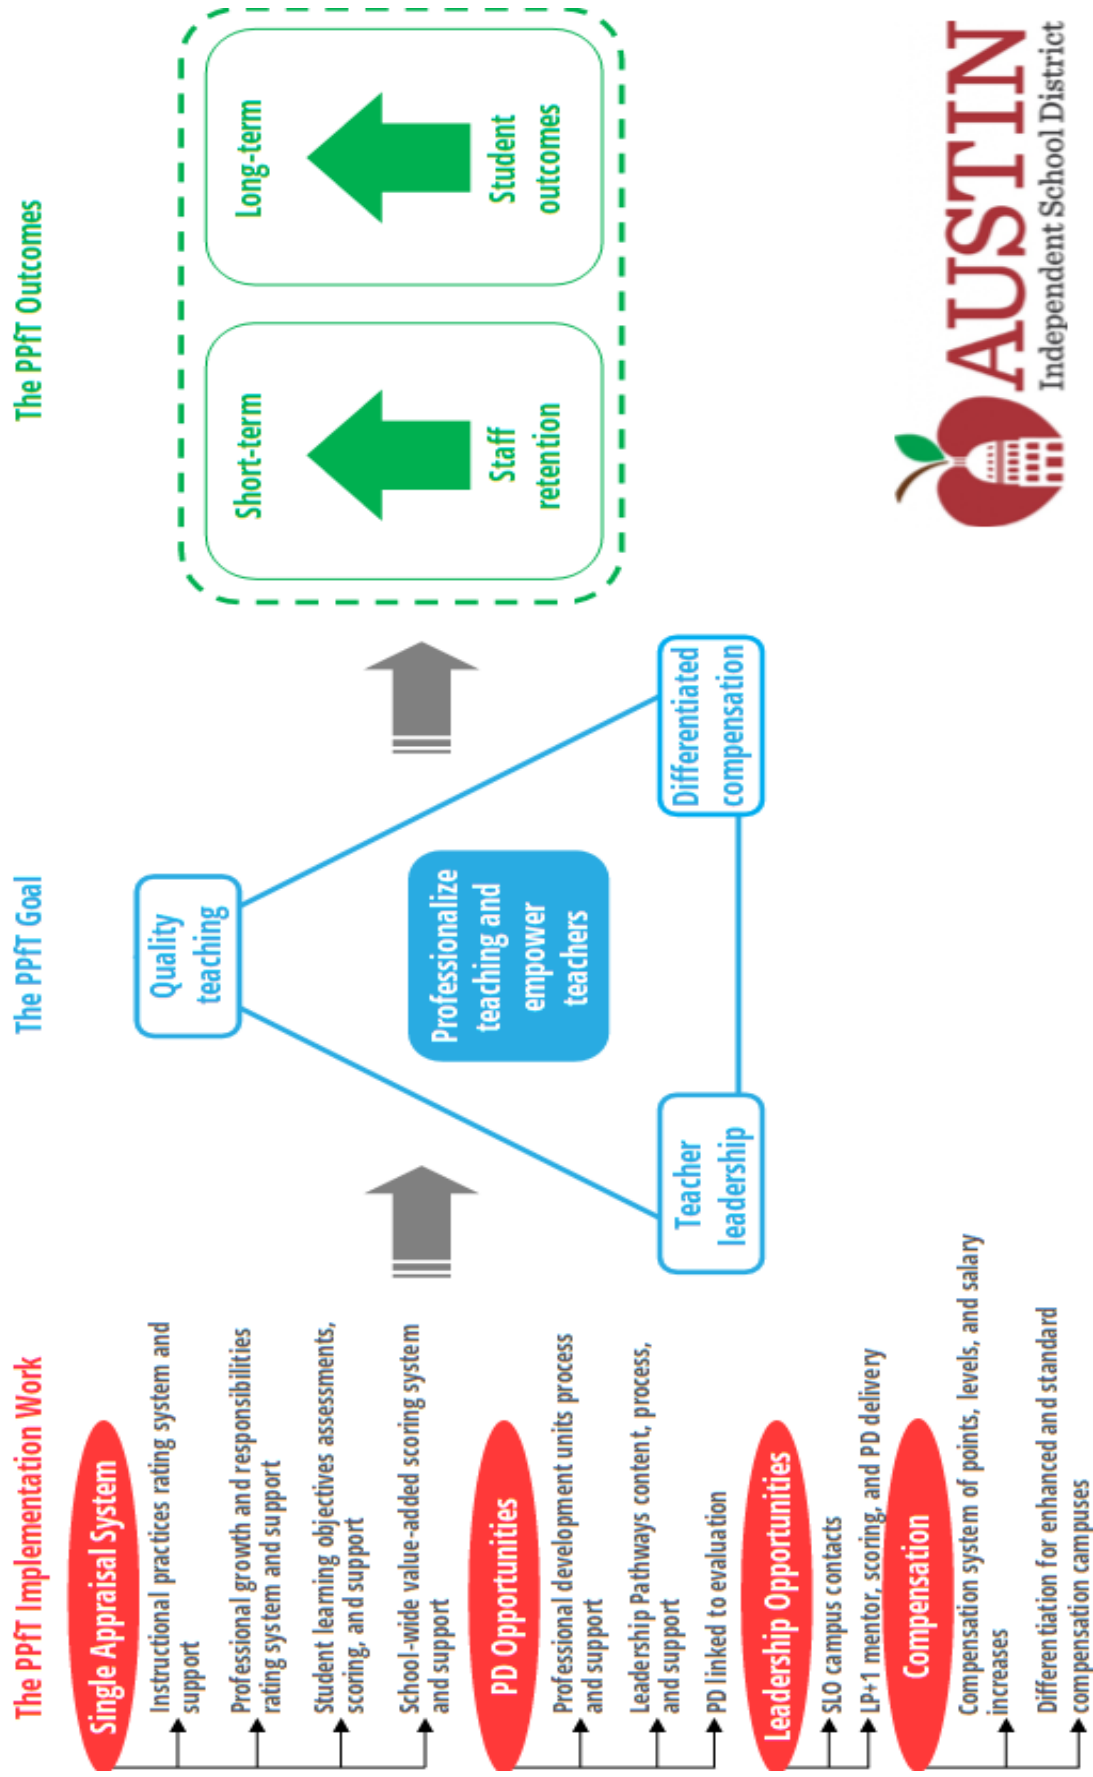 The PPfT Implementation Work
Single Appraisal System
Instructional practices rating system and
support
Professional growth and responsibilities
rating system and support
Student learning objectives assessments,
scoring, and support
School-wide value-added scoring system
and support
PD Opportunities
Professional development units process
and support
Leadership Pathways content, process,
and support
PD linked to evaluation
Leadership Opportunities
SLO campus contacts
LP+1 mentor, scoring, and PD delivery
Compensation
Compensation system of points, levels, and salary
increases
Differentiation for enhanced and standard
compensation campuses
The PPfT Goal
Quality
teaching
Professionalize
teaching and
empower
teachers
Teacher
leadership
Differentiated
compensation
The PPfT Outcomes
Short-term
Staff
retention
Long-term
Student
outcomes
AUSTIN
Independent School District